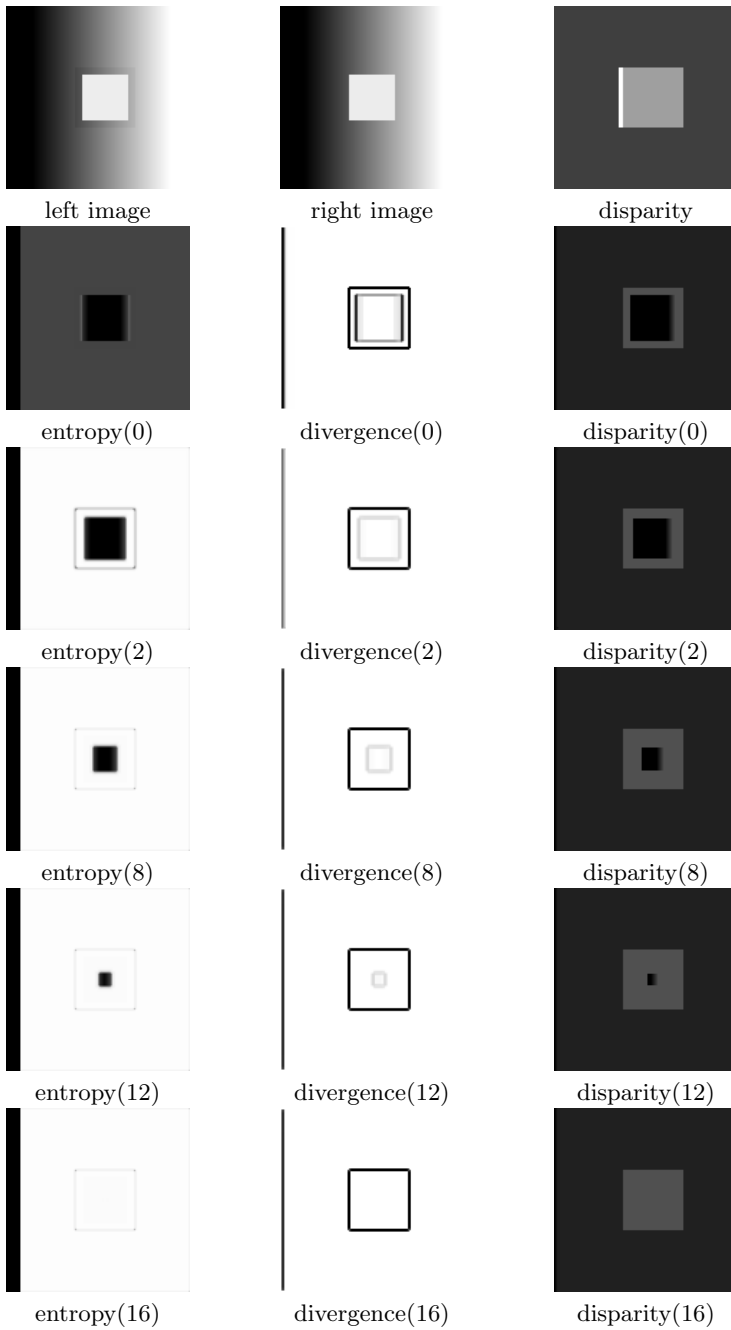 left image right image disparity
entropy(0) divergence(0) disparity(0)
entropy(2) divergence(2) disparity(2)
entropy(8) divergence(8) disparity(8)
entropy(12) divergence(12) disparity(12)
entropy(16) divergence(16) disparity(16)